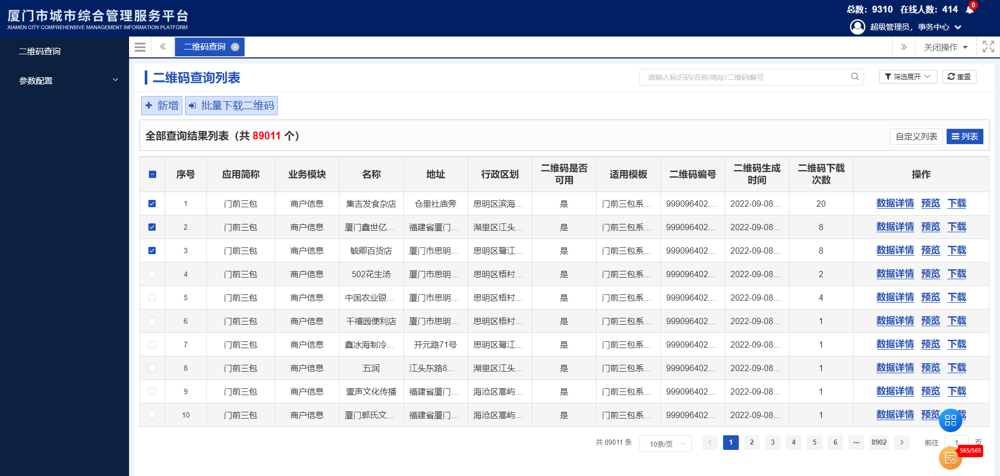 厦门市城市综合管理服务平台
XIAMEN CITY COMPREHENSIVE MANAGEMENT INFORMATION PLATFORM
总数：9310 在线人数：414 0
超级管理员，事务中心
二维码查询
参数配置
二维码查询
关闭操作
二维码查询列表
请输入标识码/名称/地址/二维码编号
筛选展开
重置
新增
批量下载二维码
全部查询结果列表（共 89011 个）
自定义列表
列表
序号 应用简称 业务模块 名称 地址 行政区划 二维码是否可用 适用模板 二维码编号 二维码生成时间 二维码下载次数 操作
1 门前三包 商户信息 集吉发食杂店 仓里社庙旁 思明区滨海... 是 门前三包系... 999096402... 2022-09-08... 20 数据详情 预览 下载
2 门前三包 商户信息 厦门鑫世亿... 福建省厦门... 湖里区江头... 是 门前三包系... 999096402... 2022-09-08... 8 数据详情 预览 下载
3 门前三包 商户信息 毓卿百货店 厦门市思明... 思明区鹭江... 是 门前三包系... 999096402... 2022-09-08... 8 数据详情 预览 下载
4 门前三包 商户信息 502花生汤 厦门市思明... 思明区梧村... 是 门前三包系... 999096402... 2022-09-08... 2 数据详情 预览 下载
5 门前三包 商户信息 中国农业银... 厦门市思明... 思明区梧村... 是 门前三包系... 999096402... 2022-09-08... 4 数据详情 预览 下载
6 门前三包 商户信息 千禧园便利店 厦门市思明... 思明区梧村... 是 门前三包系... 999096402... 2022-09-08... 1 数据详情 预览 下载
7 门前三包 商户信息 鑫冰海制冷... 开元路71号 思明区鹭江... 是 门前三包系... 999096402... 2022-09-08... 1 数据详情 预览 下载
8 门前三包 商户信息 五润 江头东路8... 湖里区江头... 是 门前三包系... 999096402... 2022-09-08... 1 数据详情 预览 下载
9 门前三包 商户信息 壹声文化传播 福建省厦门... 海沧区嵩屿... 是 门前三包系... 999096402... 2022-09-08... 1 数据详情 预览 下载
10 门前三包 商户信息 厦门郭氏文... 福建省厦门... 海沧区嵩屿... 是 门前三包系... 999096402... 2022-09-08... 1 数据详情 预览 载
共 89011 条 10条/页 1 2 3 4 5 6 ... 8902 前往 1 页
565/565